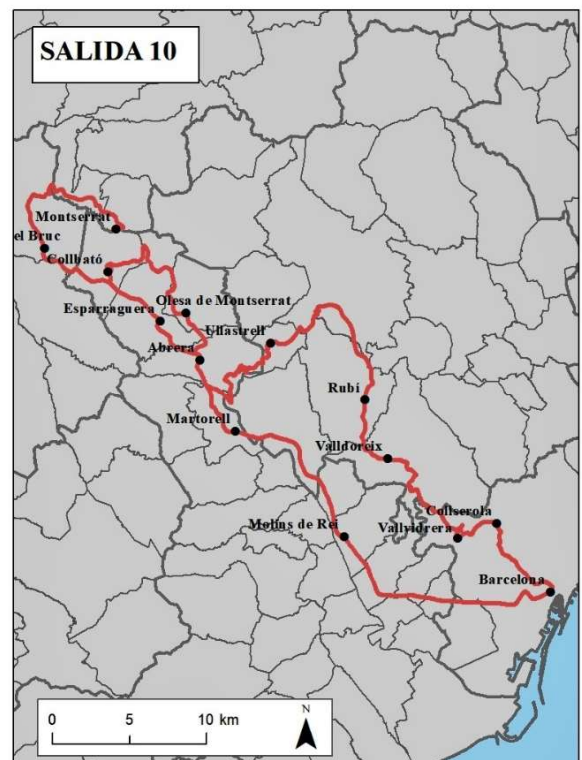 SALIDA 10
Montserrat
el Bruc
Collbató
Olesa de Montserrat
Esparraguera
Ullastrell
Abrera
Rubí
Martorell
Valldoreix
Collserola
Molins de Rei
Vallvidrera
Barcelona
N
0 5 10 km